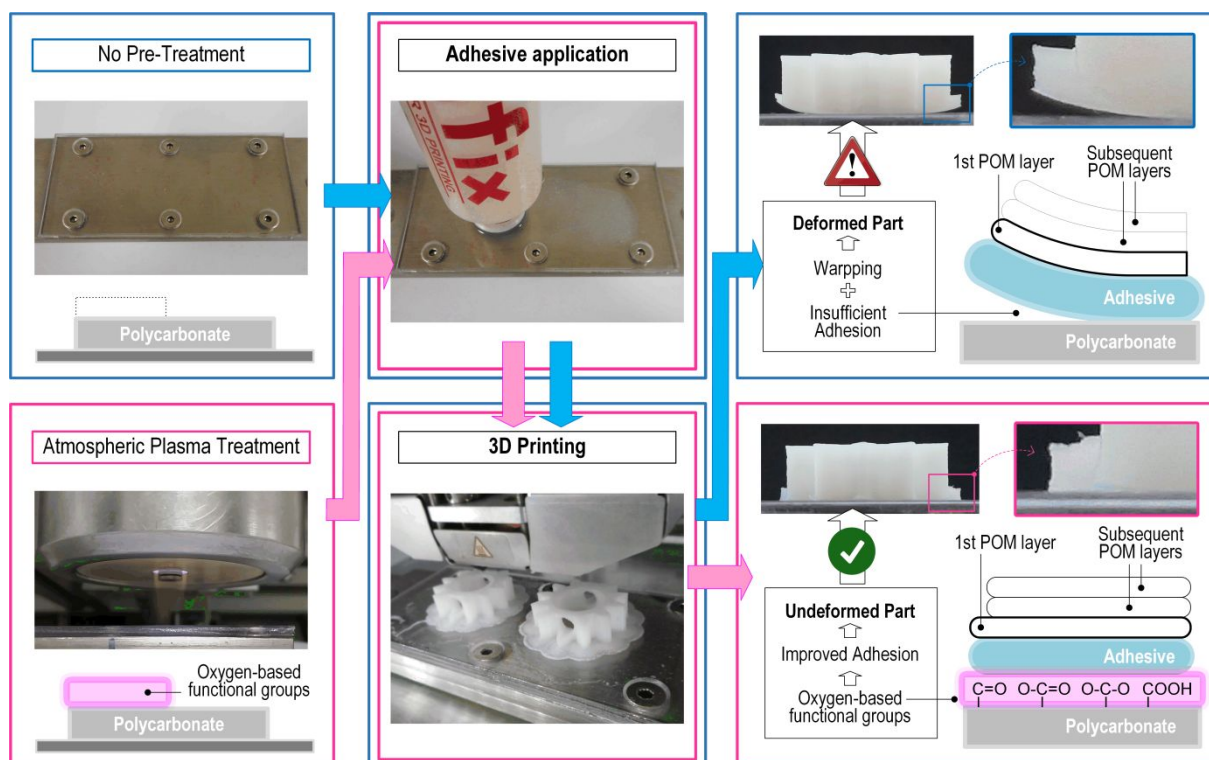 No Pre-Treatment
Polycarbonate
Adhesive application
fix
R 3D PRINTING
1st POM layer
Subsequent
POM layers
Deformed Part
Warpping
Insufficient
Adhesion
Adhesive
Polycarbonate
Atmospheric Plasma Treatment
Oxygen-based
functional groups
Polycarbonate
3D Printing
1st POM layer
Subsequent
POM layers
Undeformed Part
Improved Adhesion
Oxygen-based
functional groups
Adhesive
C=O O-C=O O-C-O COOH
Polycarbonate